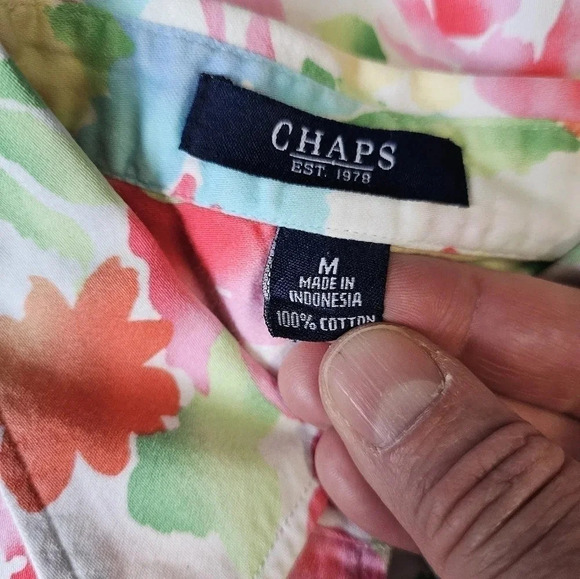 CHAPS
EST. 1978
M
MADE IN
INDONESIA
100% COTTON